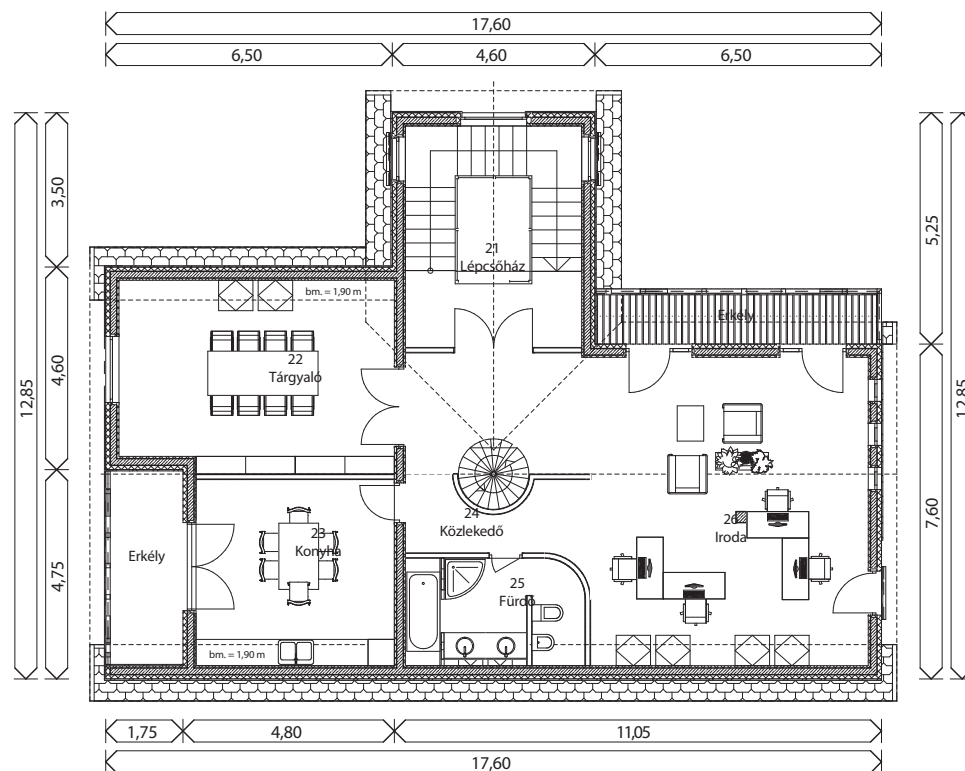 17,60
6,50
4,60
6,50
12,85
3,50
4,60
4,75
5,25
7,60
12,85
21
Lépcsőház
bm. = 1,90 m
Erkély
22
Tárgyaló
24
Közlekedő
26
Iroda
23
Konyha
Erkély
25
Fürdő
bm. = 1,90 m
1,75
4,80
11,05
17,60